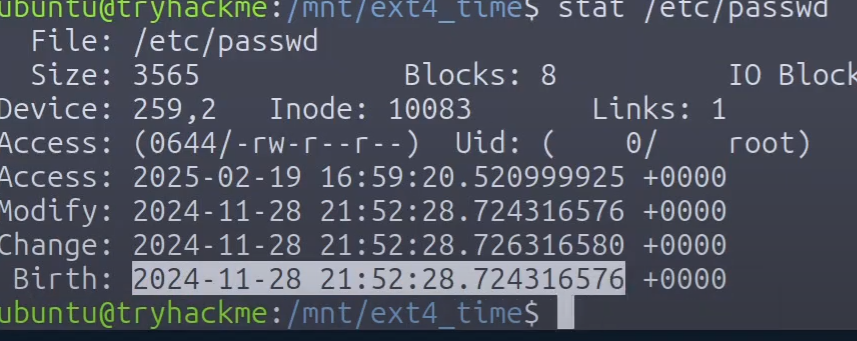 ubuntu@tryhackme:/mnt/ext4_time$ stat /etc/passwd
File: /etc/passwd
Size: 3565 Blocks: 8 IO Block
Device: 259,2 Inode: 10083 Links: 1
Access: (0644/-rw-r--r--) Uid: ( 0/ root)
Access: 2025-02-19 16:59:20.520999925 +0000
Modify: 2024-11-28 21:52:28.724316576 +0000
Change: 2024-11-28 21:52:28.726316580 +0000
Birth: 2024-11-28 21:52:28.724316576 +0000
ubuntu@tryhackme:/mnt/ext4_time$